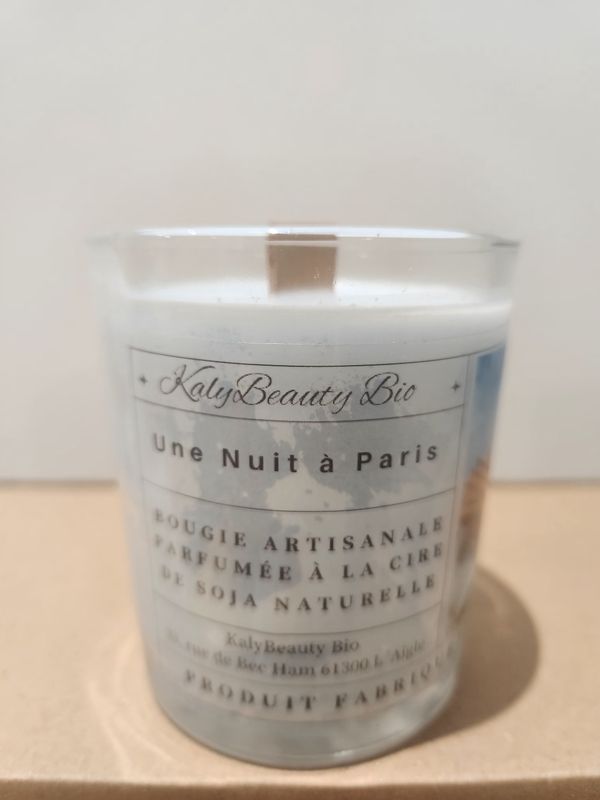 KalyBeauty Bio
Une Nuit à Paris
BOUGIE ARTISANALE
PARFUMÉE À LA CIRE
DE SOJA NATURELLE
KalyBeauty Bio
rue de Bec Ham 61300 L'Aigle
PRODUIT FABRIQUÉ